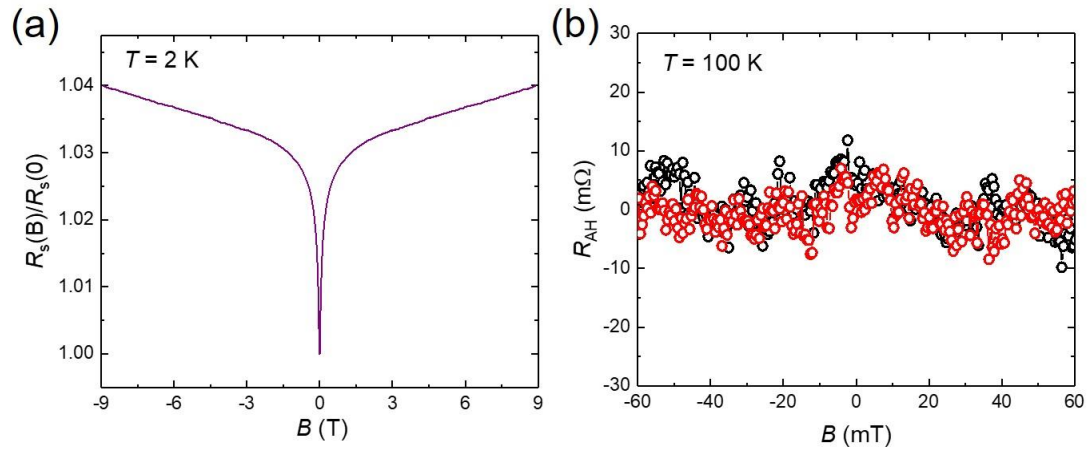 (a)
T = 2 K
1.04
1.03
1.02
1.01
1.00
Rs(B)/Rs(0)
-9 -6 -3 0 3 6 9
B (T)
(b)
T = 100 K
30
20
10
0
-10
-20
-30
RAH (mΩ)
-60 -40 -20 0 20 40 60
B (mT)